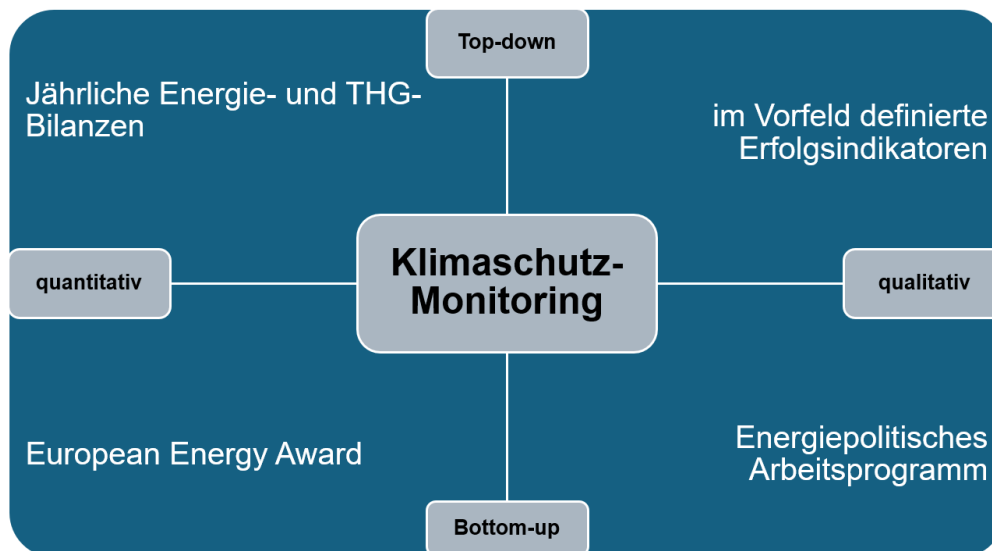 Top-down
Jährliche Energie- und THG-
Bilanzen
im Vorfeld definierte
Erfolgsindikatoren
quantitativ
Klimaschutz-
Monitoring
qualitativ
European Energy Award
Energiepolitisches
Arbeitsprogramm
Bottom-up